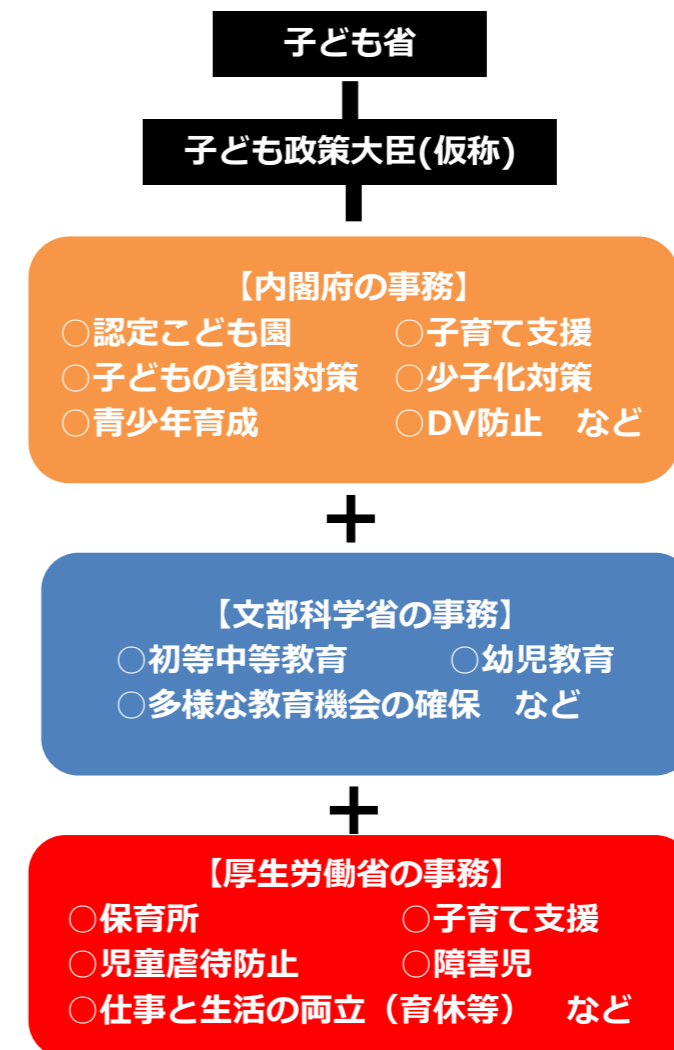 子ども省
子ども政策大臣(仮称)
【内閣府の事務】
○認定こども園　○子育て支援
○子どもの貧困対策　○少子化対策
○青少年育成　○DV防止　など
+
【文部科学省の事務】
○初等中等教育　○幼児教育
○多様な教育機会の確保　など
+
【厚生労働省の事務】
○保育所　○子育て支援
○児童虐待防止　○障害児
○仕事と生活の両立（育休等）　など